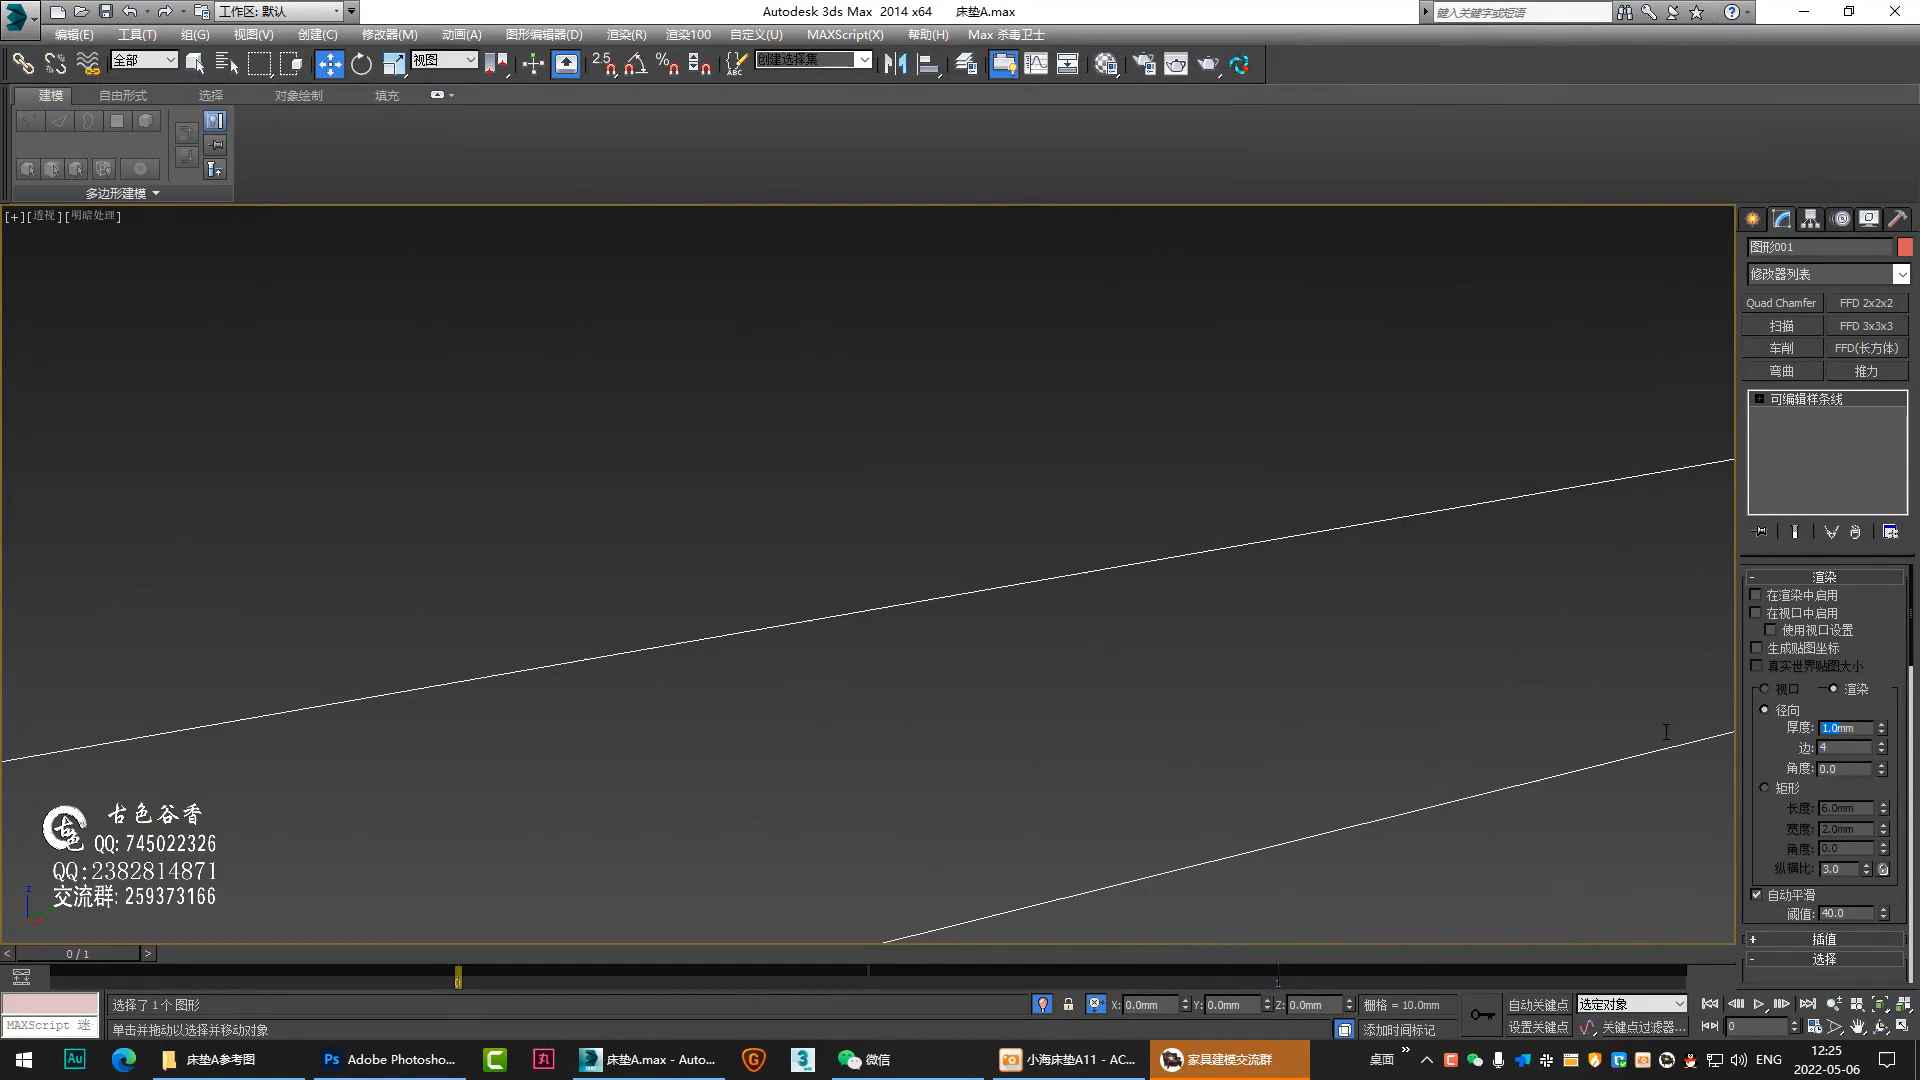 工作区: 默认
Autodesk 3ds Max 2014 x64 床垫A.max
键入关键字或短语
编辑(E) 工具(T) 组(G) 视图(V) 创建(C) 修改器(M) 动画(A) 图形编辑器(D) 渲染(R) 渲染100 自定义(U) MAXScript(X) 帮助(H) Max 杀毒卫士
全部 视图 2.5 ABC 创建选择集
建模 自由形式 选择 对象绘制 填充
多边形建模
[+][透视][明暗处理]
图形001
修改器列表
Quad Chamfer FFD 2x2x2
扫描 FFD 3x3x3
车削 FFD(长方体)
弯曲 推力
可编辑样条线
渲染
在渲染中启用
在视口中启用
使用视口设置
生成贴图坐标
真实世界贴图大小
视口 渲染
径向
厚度: 1.0mm
边: 4
角度: 0.0
矩形
长度: 6.0mm
宽度: 2.0mm
角度: 0.0
纵横比: 3.0
自动平滑
阈值: 40.0
插值
选择
古色谷香
QQ: 745022326
QQ:2382814871
交流群: 259373166
0 / 1
选择了 1 个 图形
X: 0.0mm Y: 0.0mm Z: 0.0mm 栅格 = 10.0mm 自动关键点 选定对象
MAXScript 迷
单击并拖动以选择并移动对象
添加时间标记 设置关键点 关键点过滤器... 0
床垫A参考图 Adobe Photosho... 床垫A.max - Auto... 微信 小海床垫A11 - AC... 家具建模交流群 桌面 ENG
12:25
2022-05-06